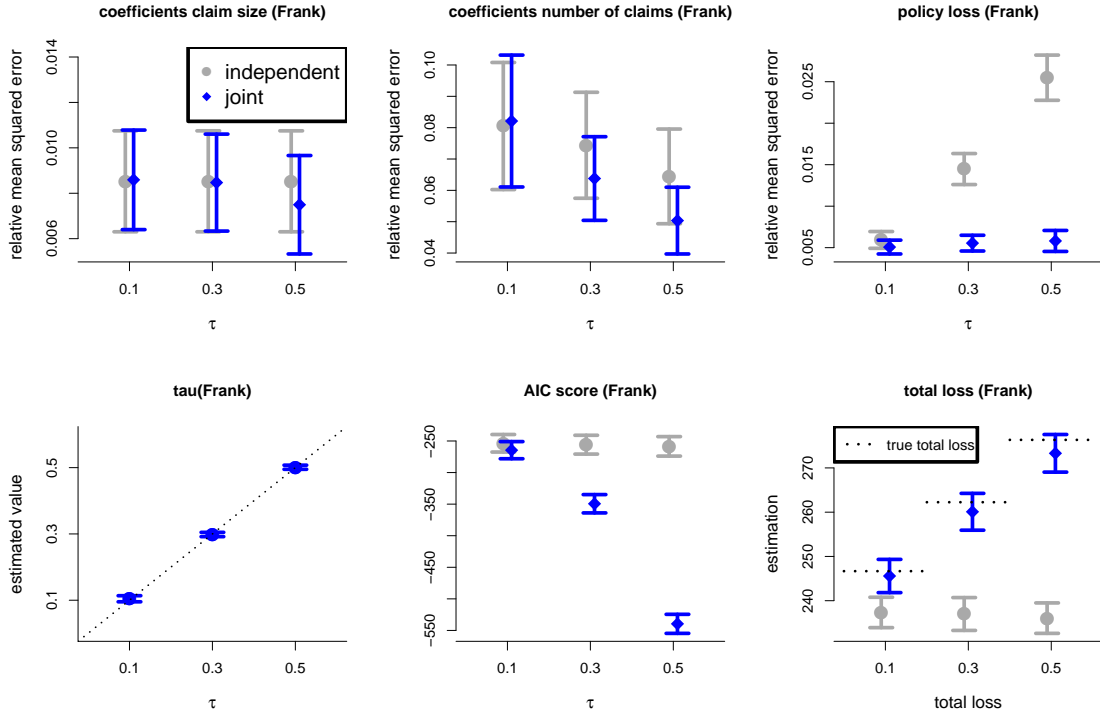 coefficients claim size (Frank)
relative mean squared error
0.006
0.010
0.014
independent
joint
0.1 0.3 0.5
τ
coefficients number of claims (Frank)
relative mean squared error
0.04 0.06 0.08 0.10
0.1 0.3 0.5
τ
policy loss (Frank)
relative mean squared error
0.005 0.015 0.025
0.1 0.3 0.5
τ
tau(Frank)
estimated value
0.1 0.3 0.5
0.1 0.3 0.5
τ
AIC score (Frank)
−550 −450 −350 −250
0.1 0.3 0.5
τ
total loss (Frank)
estimation
240 250 260 270
true total loss
0.1 0.3 0.5
total loss